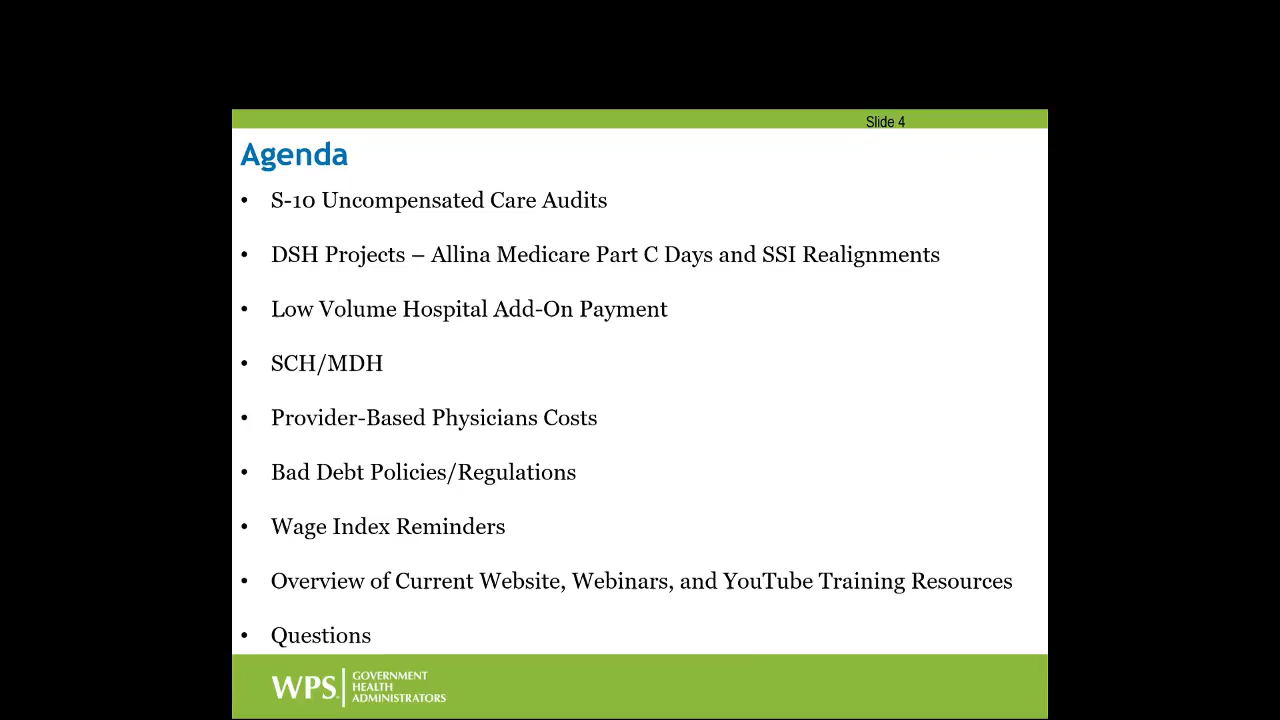 Slide 4
Agenda
• S-10 Uncompensated Care Audits
• DSH Projects – Allina Medicare Part C Days and SSI Realignments
• Low Volume Hospital Add-On Payment
• SCH/MDH
• Provider-Based Physicians Costs
• Bad Debt Policies/Regulations
• Wage Index Reminders
• Overview of Current Website, Webinars, and YouTube Training Resources
• Questions
WPS
GOVERNMENT
HEALTH
ADMINISTRATORS